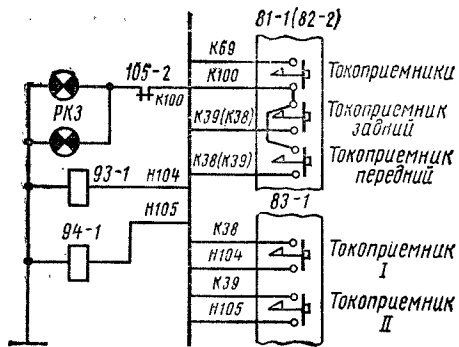 81-1(82-2)
К69
105-2
К100
Токоприемники
К100
РК3
К39(К38)
Токоприемник
задний
К38(К39)
Токоприемник
передний
93-1
Н104
Н105
83-1
94-1
К38
Н104
Токоприемник
I
К39
Н105
Токоприемник
II